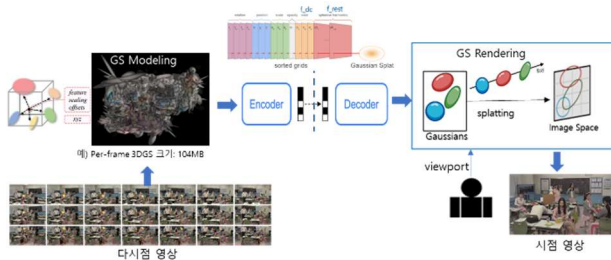 f_dc
f_rest
GS Modeling
sorted grids
Gaussian Splat
GS Rendering
feature
scaling
offsets
xyz
Encoder
Decoder
Gaussians
splatting
Image Space
예) Per-frame 3DGS 크기: 104MB
viewport
다시점 영상
시점 영상